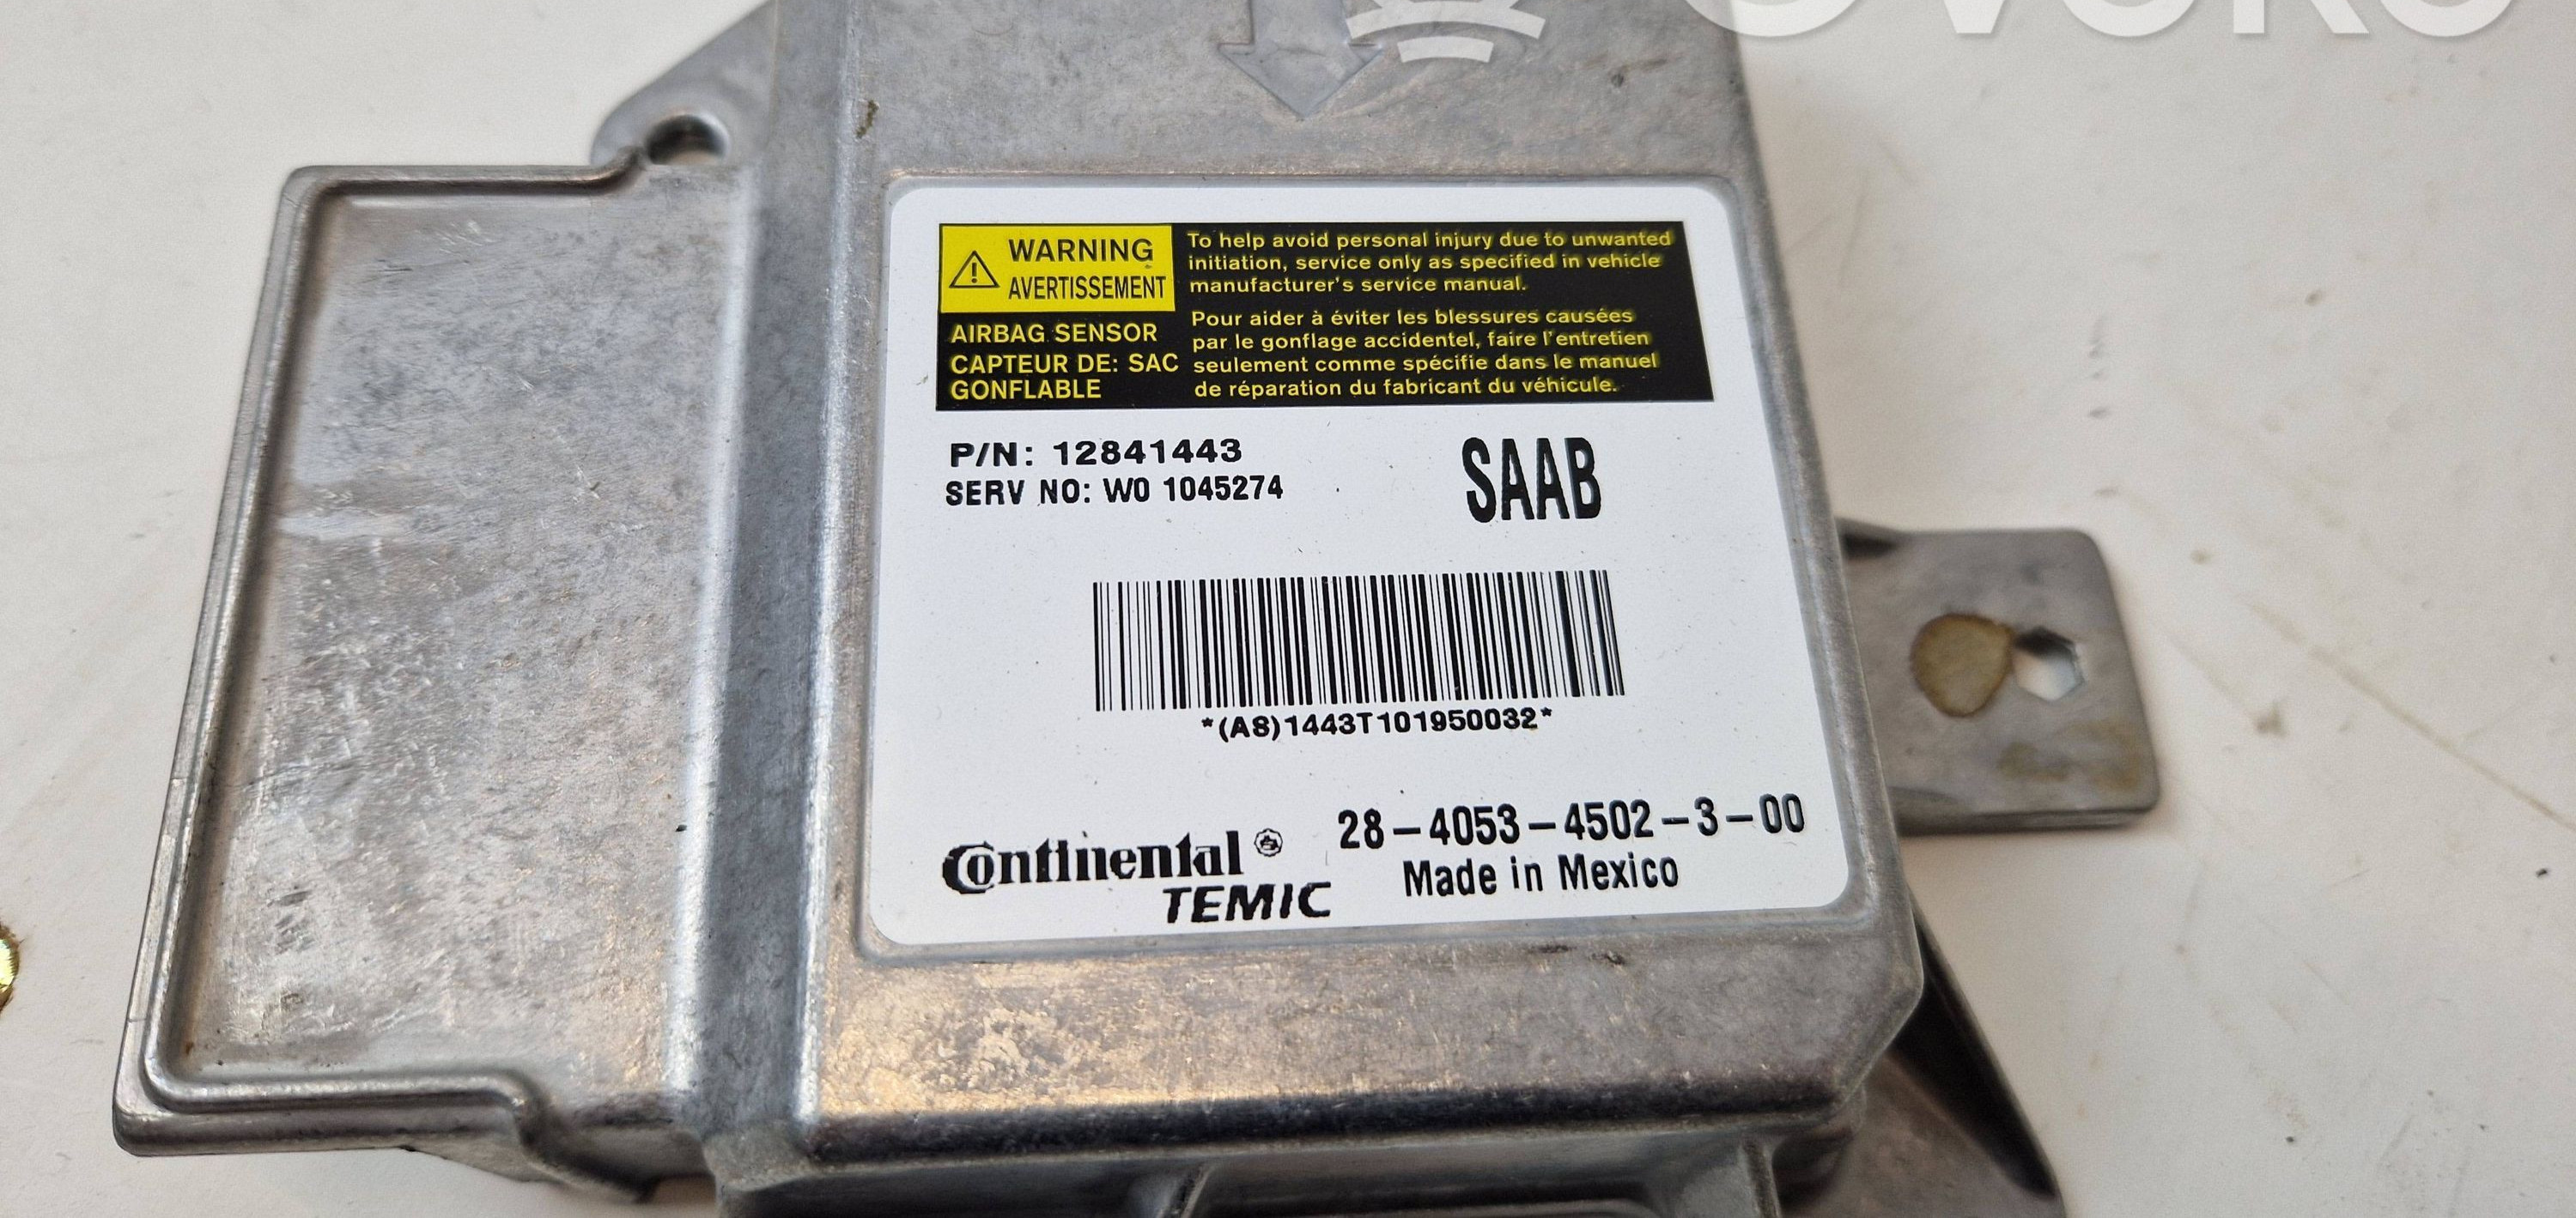 WARNING
AVERTISSEMENT
AIRBAG SENSOR
CAPTEUR DE: SAC
GONFLABLE
To help avoid personal injury due to unwanted
initiation, service only as specified in vehicle
manufacturer's service manual.
Pour aider à éviter les blessures causées
par le gonflage accidentel, faire l'entretien
seulement comme spécifie dans le manuel
de réparation du fabricant du véhicule.
P/N: 12841443
SERV NO: W0 1045274
SAAB
*(A8)1443T101950032*
Continental
TEMIC
28-4053-4502-3-00
Made in Mexico